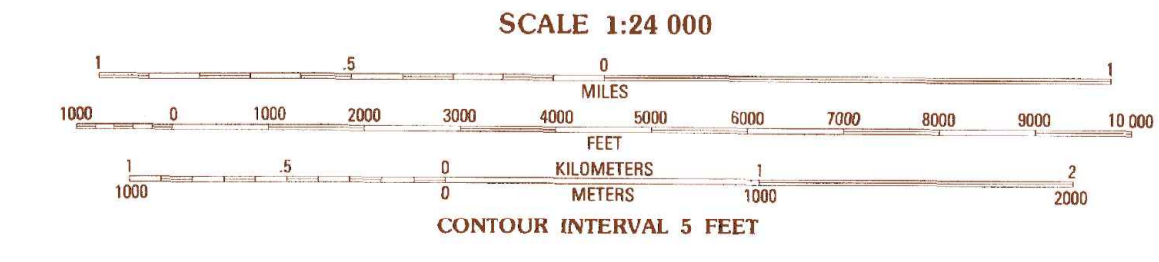 SCALE 1:24 000
1 .5 0 1
MILES
1000 0 1000 2000 3000 4000 5000 6000 7000 8000 9000 10 000
FEET
1 .5 0 KILOMETERS 1 2
1000 0 METERS 1000 2000
CONTOUR INTERVAL 5 FEET